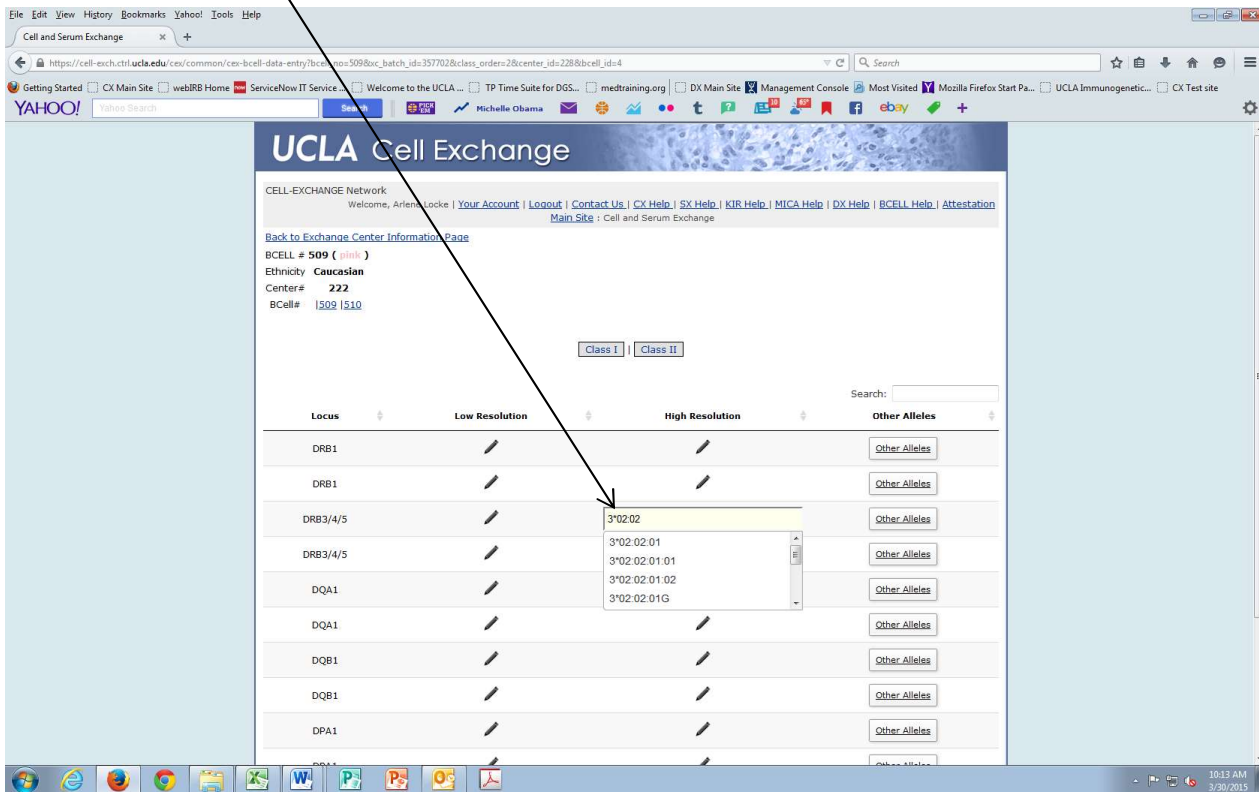 File Edit View History Bookmarks Yahoo! Tools Help
Cell and Serum Exchange × +
https://cell-exch.ctrl.ucla.edu/cex/common/cex-bcell-data-entry?bcell_no=509&xc_batch_id=357702&class_order=2&center_id=228&bcell_id=4 Search
Getting Started CX Main Site webIRB Home ServiceNow IT Service ... Welcome to the UCLA ... TP Time Suite for DGS... medtraining.org DX Main Site Management Console Most Visited Mozilla Firefox Start Pa... UCLA Immunogenetic... CX Test site
YAHOO! Yahoo Search Search PICK EM Michelle Obama ebay +
UCLA Cell Exchange
CELL-EXCHANGE Network
Welcome, Arlene Locke | Your Account | Logout | Contact Us | CX Help | SX Help | KIR Help | MICA Help | DX Help | BCELL Help | Attestation
Main Site : Cell and Serum Exchange
Back to Exchange Center Information Page
BCELL # 509 ( pink )
Ethnicity Caucasian
Center# 222
BCell# |509 |510
Class I | Class II
Search:
Locus Low Resolution High Resolution Other Alleles
DRB1 Other Alleles
DRB1 Other Alleles
DRB3/4/5 3*02:02 Other Alleles
3*02:02:01
DRB3/4/5 Other Alleles
3*02:02:01:01
3*02:02:01:02
DQA1 Other Alleles
3*02:02:01G
DQA1 Other Alleles
DQB1 Other Alleles
DQB1 Other Alleles
DPA1 Other Alleles
10:13 AM
3/30/2015